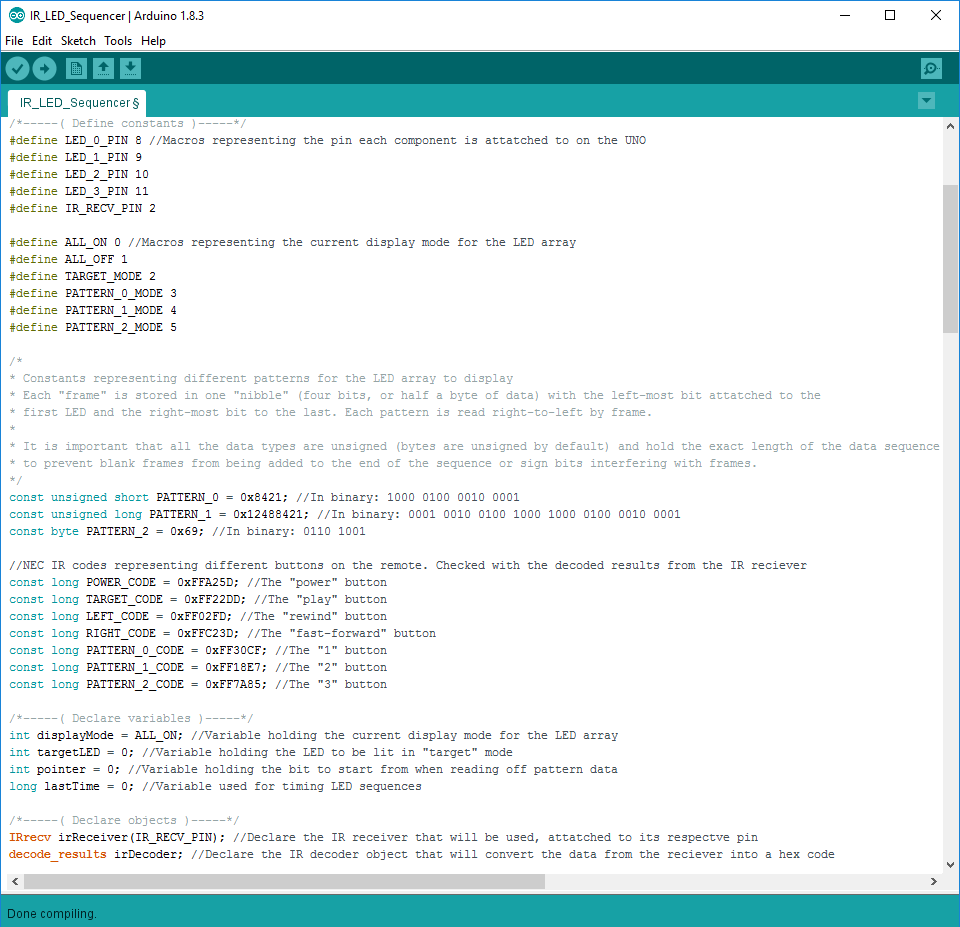 IR_LED_Sequencer | Arduino 1.8.3
File Edit Sketch Tools Help
IR_LED_Sequencer §
/*-----( Define constants )-----*/
#define LED_0_PIN 8 //Macros representing the pin each component is attatched to on the UNO
#define LED_1_PIN 9
#define LED_2_PIN 10
#define LED_3_PIN 11
#define IR_RECV_PIN 2
#define ALL_ON 0 //Macros representing the current display mode for the LED array
#define ALL_OFF 1
#define TARGET_MODE 2
#define PATTERN_0_MODE 3
#define PATTERN_1_MODE 4
#define PATTERN_2_MODE 5
/*
* Constants representing different patterns for the LED array to display
* Each "frame" is stored in one "nibble" (four bits, or half a byte of data) with the left-most bit attatched to the
* first LED and the right-most bit to the last. Each pattern is read right-to-left by frame.
*
* It is important that all the data types are unsigned (bytes are unsigned by default) and hold the exact length of the data sequence
* to prevent blank frames from being added to the end of the sequence or sign bits interfering with frames.
*/
const unsigned short PATTERN_0 = 0x8421; //In binary: 1000 0100 0010 0001
const unsigned long PATTERN_1 = 0x12488421; //In binary: 0001 0010 0100 1000 1000 0100 0010 0001
const byte PATTERN_2 = 0x69; //In binary: 0110 1001
//NEC IR codes representing different buttons on the remote. Checked with the decoded results from the IR reciever
const long POWER_CODE = 0xFFA25D; //The "power" button
const long TARGET_CODE = 0xFF22DD; //The "play" button
const long LEFT_CODE = 0xFF02FD; //The "rewind" button
const long RIGHT_CODE = 0xFFC23D; //The "fast-forward" button
const long PATTERN_0_CODE = 0xFF30CF; //The "1" button
const long PATTERN_1_CODE = 0xFF18E7; //The "2" button
const long PATTERN_2_CODE = 0xFF7A85; //The "3" button
/*-----( Declare variables )-----*/
int displayMode = ALL_ON; //Variable holding the current display mode for the LED array
int targetLED = 0; //Variable holding the LED to be lit in "target" mode
int pointer = 0; //Variable holding the bit to start from when reading off pattern data
long lastTime = 0; //Variable used for timing LED sequences
/*-----( Declare objects )-----*/
IRrecv irReceiver(IR_RECV_PIN); //Declare the IR receiver that will be used, attatched to its respectve pin
decode_results irDecoder; //Declare the IR decoder object that will convert the data from the reciever into a hex code
Done compiling.